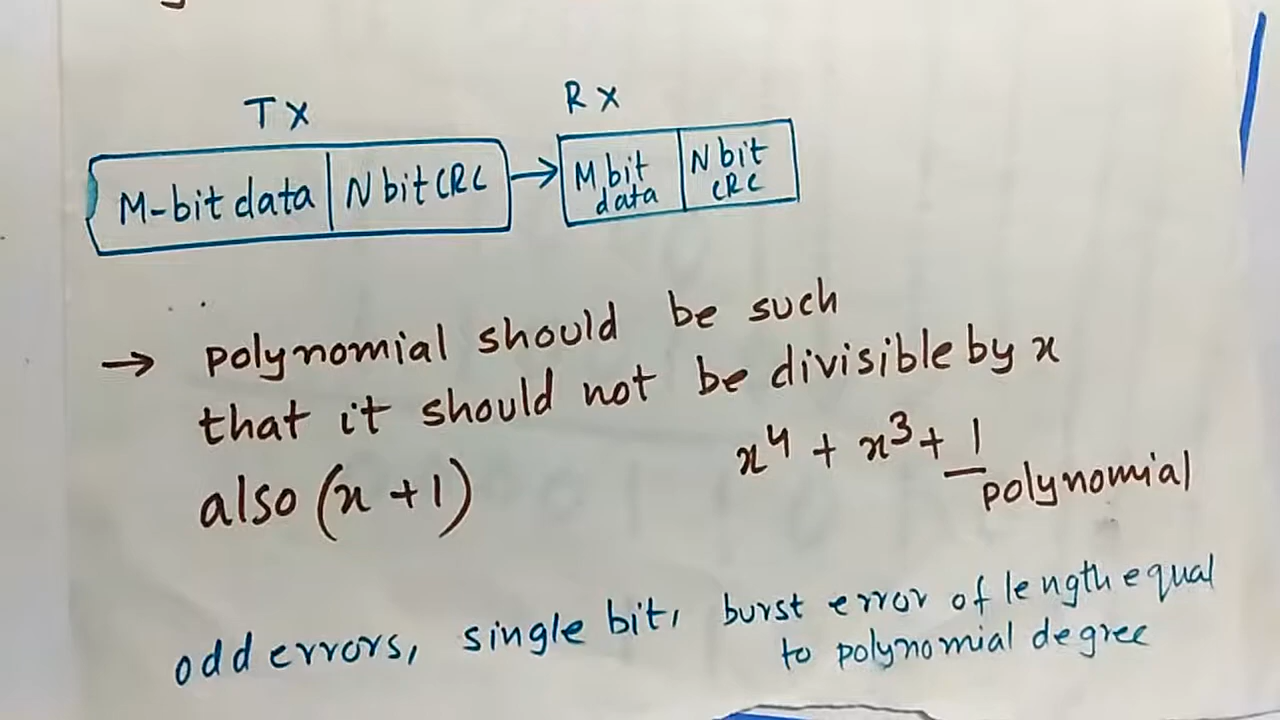 TX
RX
M-bit data N bit CRC → M bit data N bit CRC
→ polynomial should be such
that it should not be divisible by x
also (x + 1)
x⁴ + x³ + 1
polynomial
odd errors, single bit, burst error of length equal
to polynomial degree